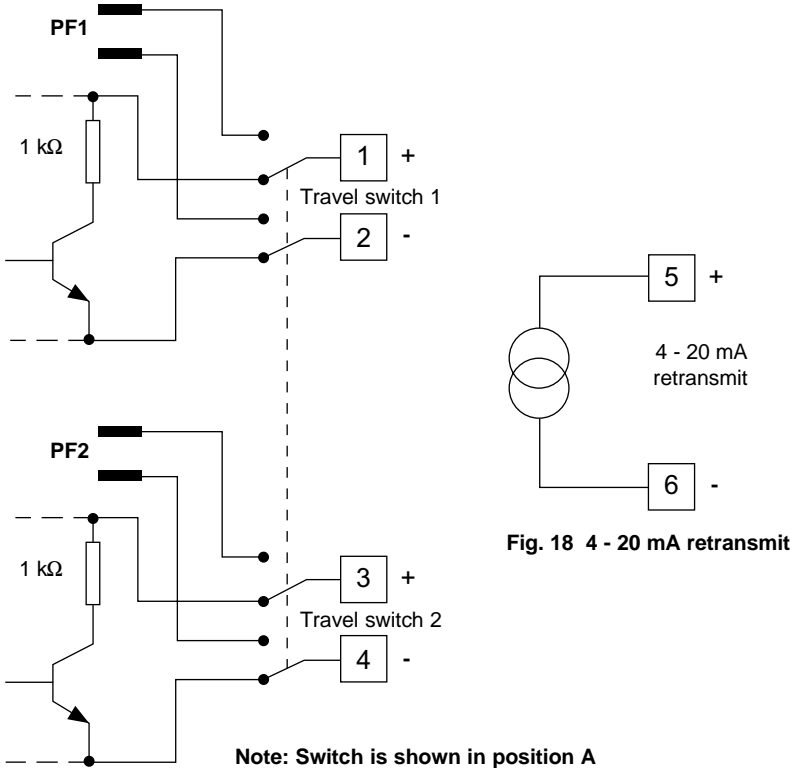 PF1
1 kΩ
1 +
Travel switch 1
2 -
5 +
4 - 20 mA
retransmit
6 -
Fig. 18 4 - 20 mA retransmit
PF2
1 kΩ
3 +
Travel switch 2
4 -
Note: Switch is shown in position A